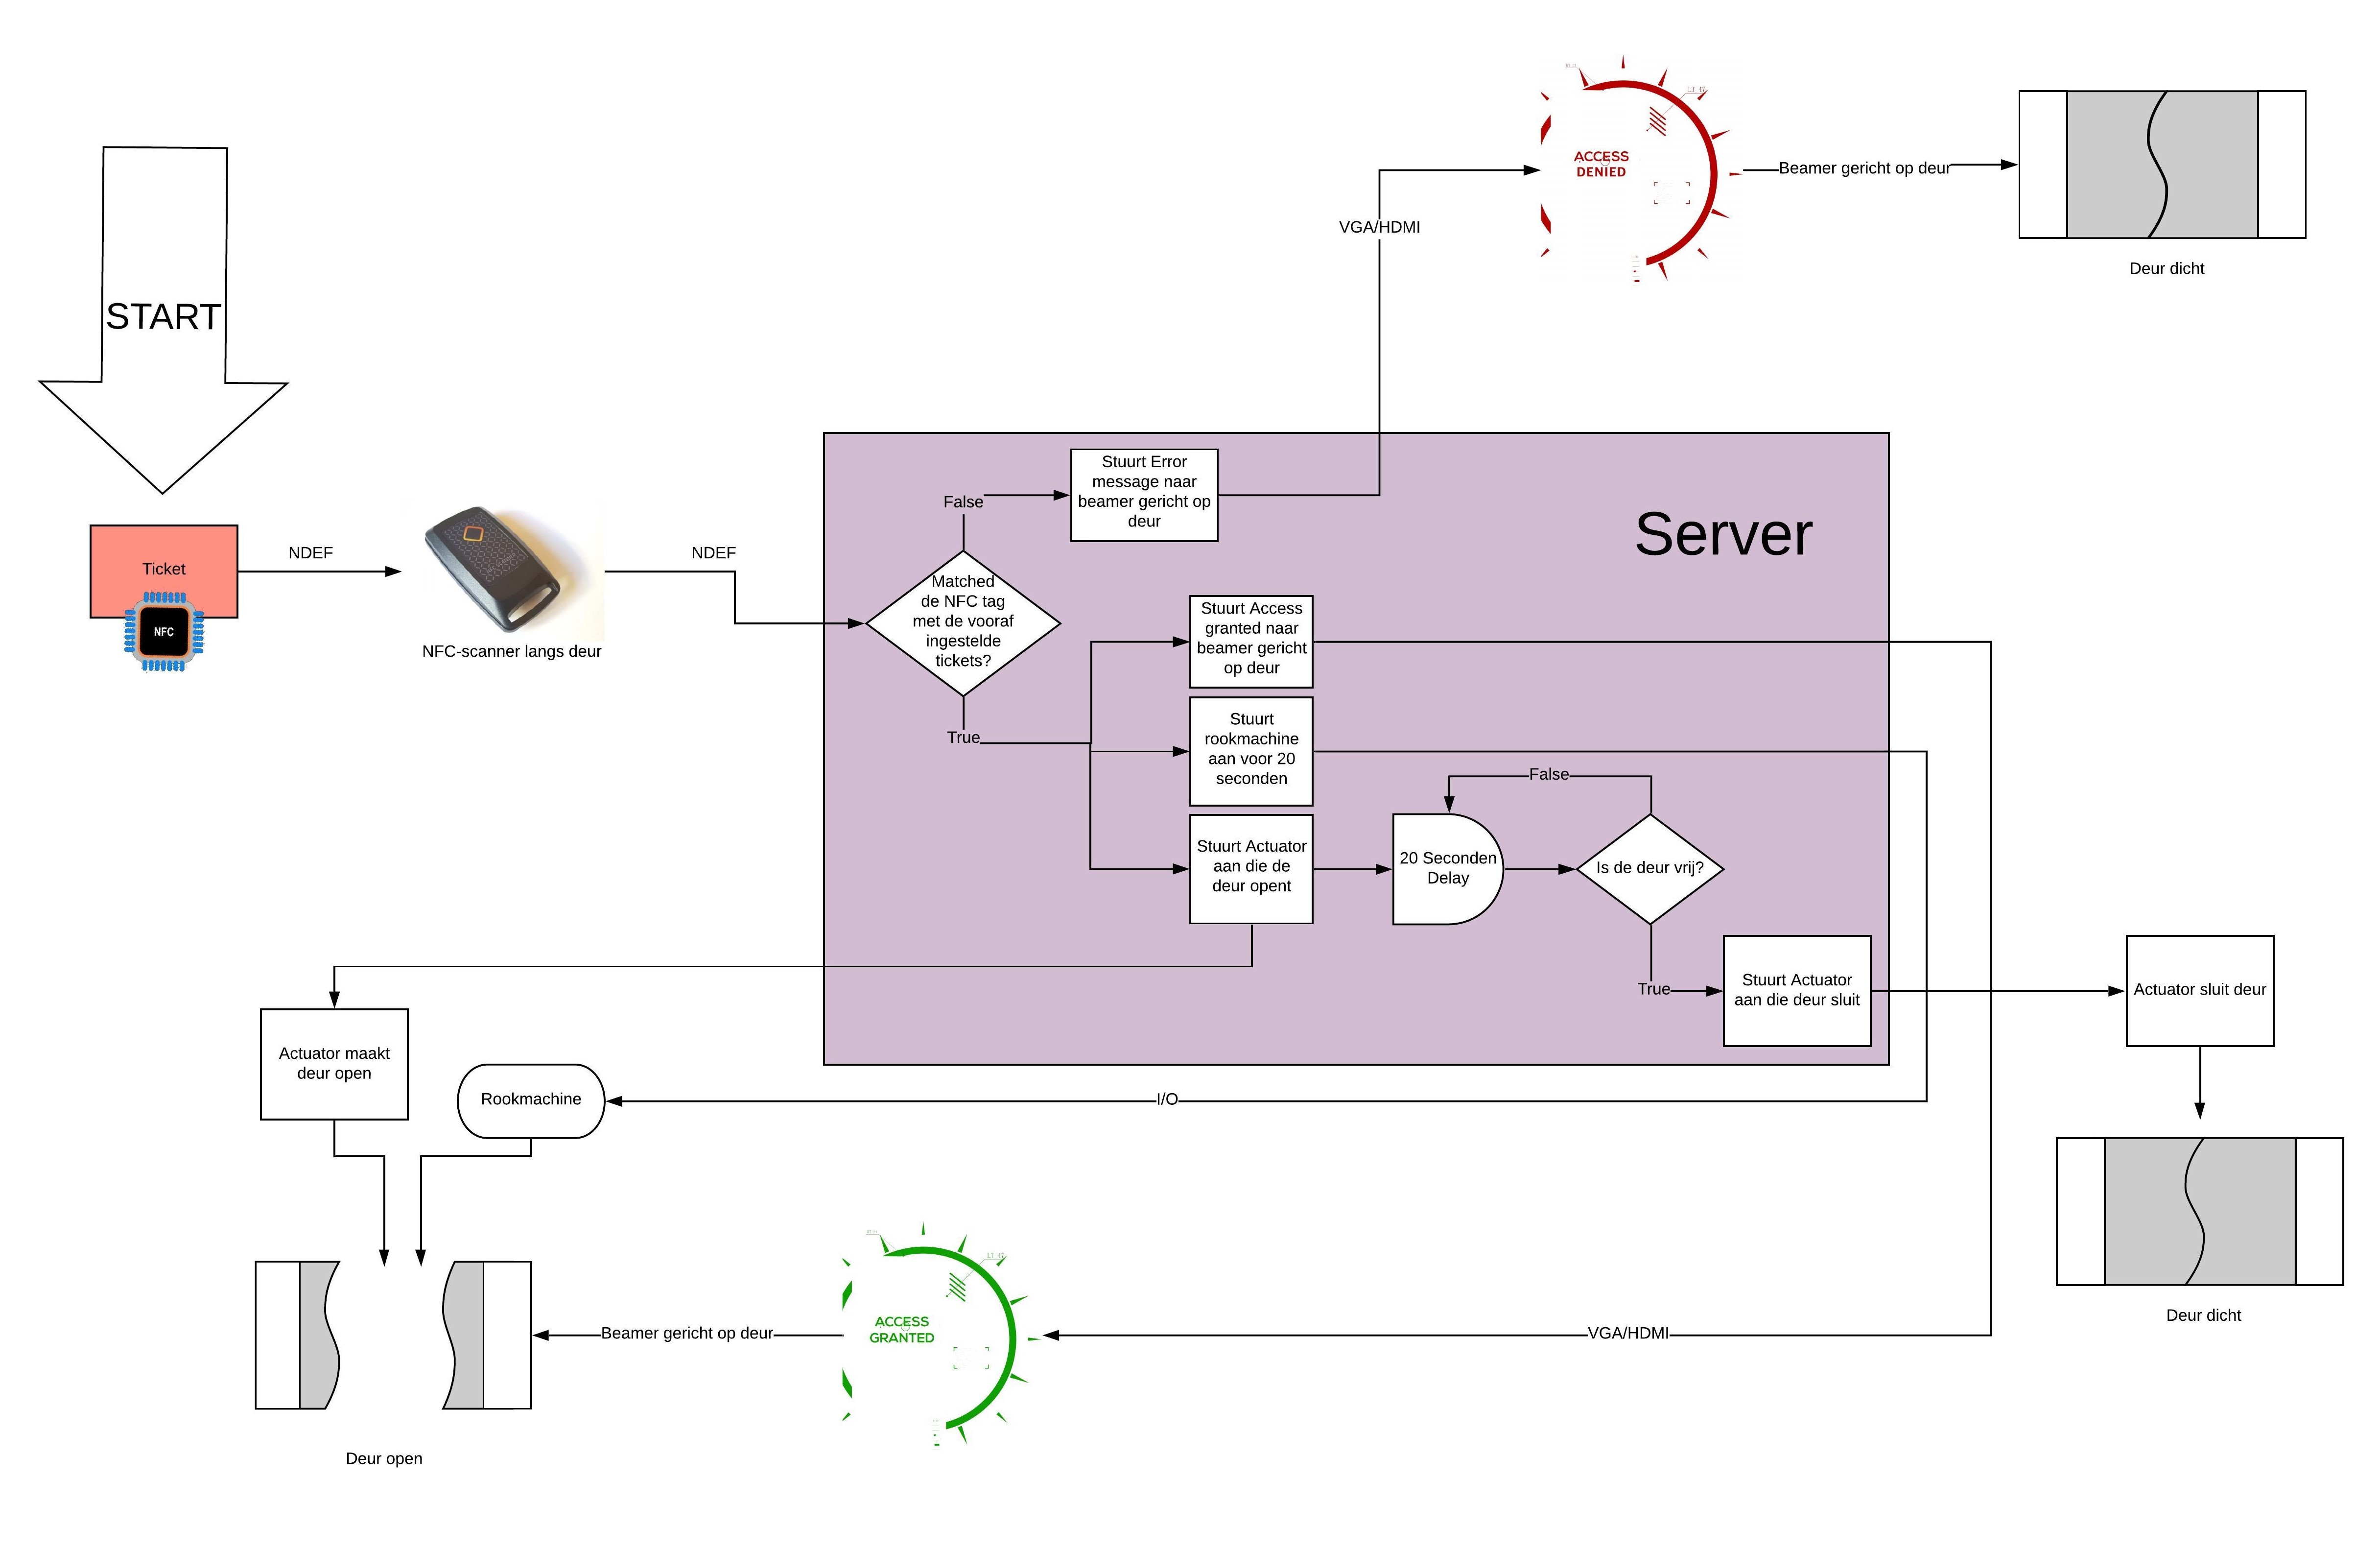 START
Ticket
NFC
NDEF
NFC-scanner langs deur
NDEF
Server
Matched
de NFC tag
met de vooraf
ingestelde
tickets?
False
Stuurt Error
message naar
beamer gericht op
deur
VGA/HDMI
LT
ACCESS
DENIED
Beamer gericht op deur
Deur dicht
True
Stuurt Access
granted naar
beamer gericht
op deur
Stuurt
rookmachine
aan voor 20
seconden
Stuurt Actuator
aan die de
deur opent
20 Seconden
Delay
False
Is de deur vrij?
True
Stuurt Actuator
aan die deur sluit
Actuator sluit deur
Deur dicht
Actuator maakt
deur open
Rookmachine
I/O
VGA/HDMI
LT
ACCESS
GRANTED
Beamer gericht op deur
Deur open